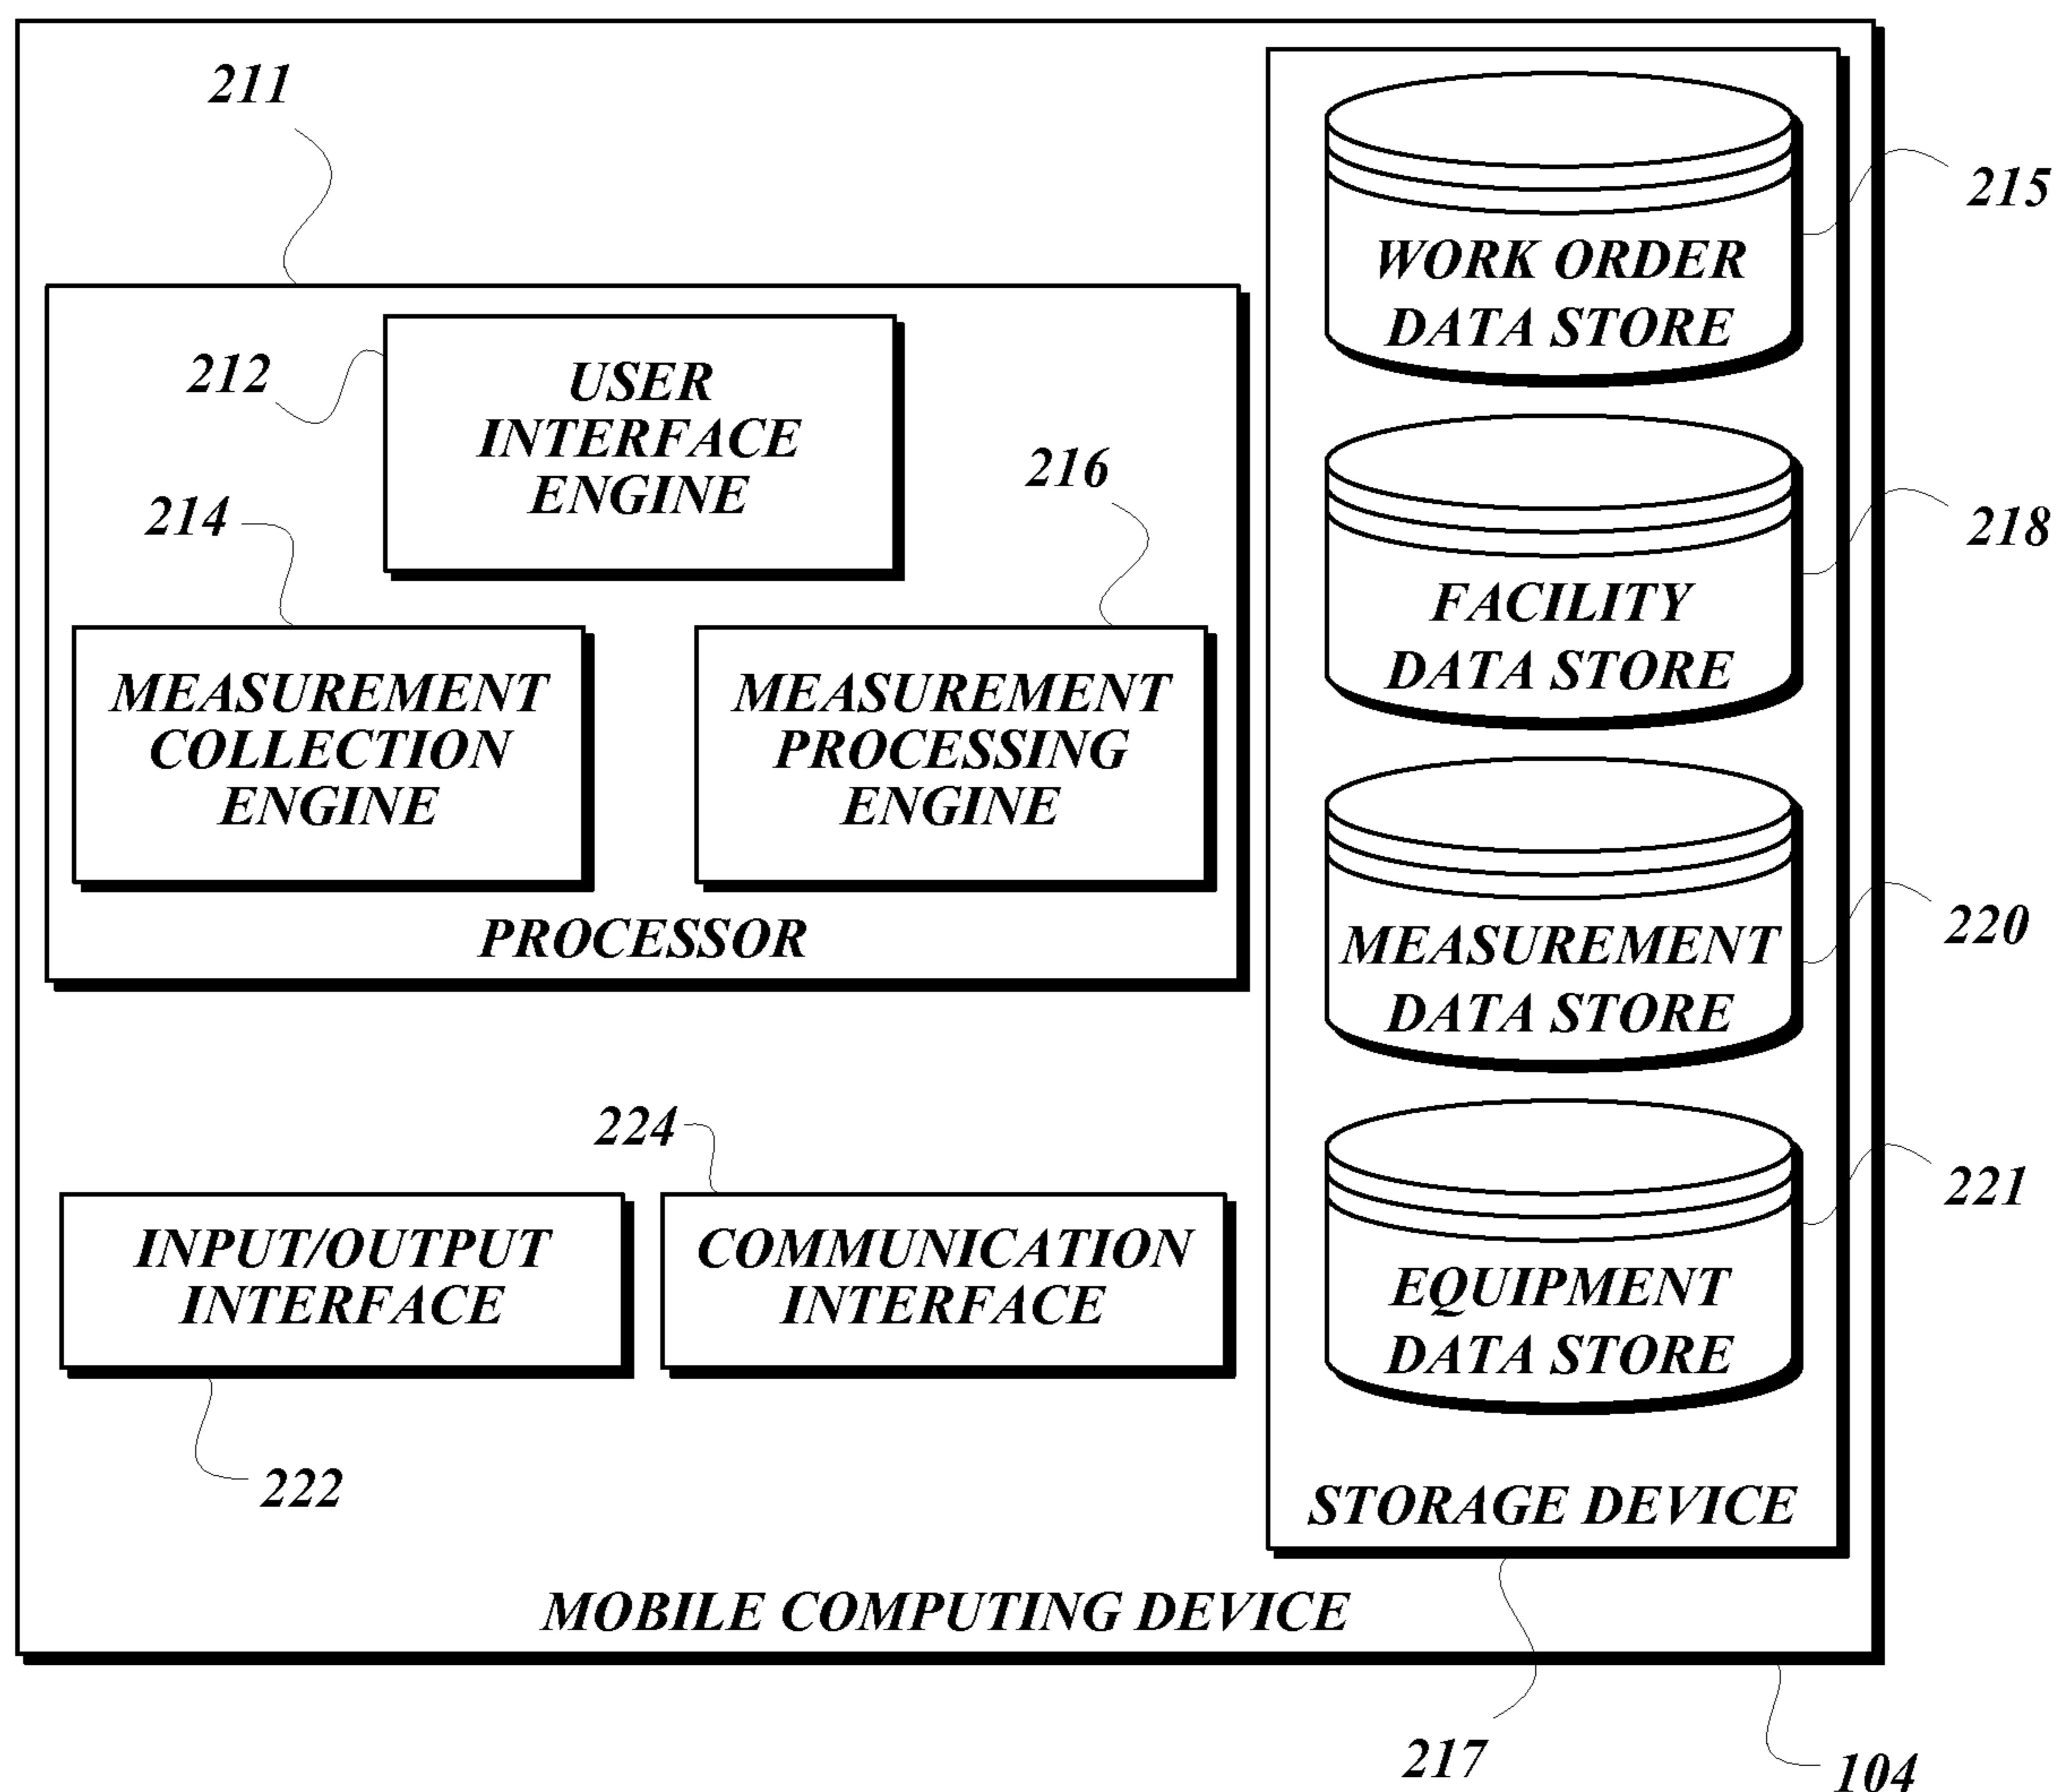 211
212
USER
INTERFACE
ENGINE
214
MEASUREMENT
COLLECTION
ENGINE
216
MEASUREMENT
PROCESSING
ENGINE
PROCESSOR
WORK ORDER
DATA STORE
215
FACILITY
DATA STORE
218
MEASUREMENT
DATA STORE
220
EQUIPMENT
DATA STORE
221
STORAGE DEVICE
217
INPUT/OUTPUT
INTERFACE
222
224
COMMUNICATION
INTERFACE
MOBILE COMPUTING DEVICE
104